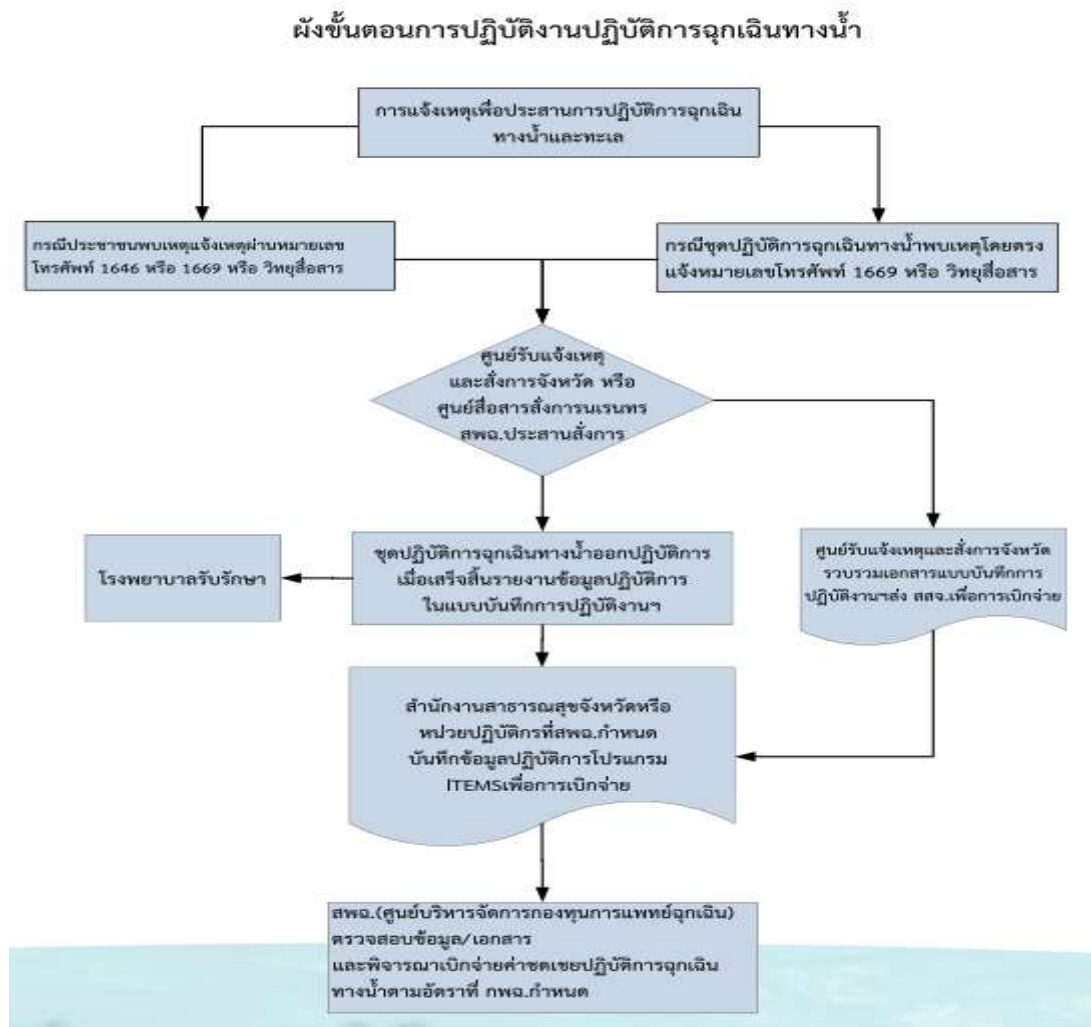 ผังขั้นตอนการปฏิบัติงานปฏิบัติการฉุกเฉินทางน้ำ
การแจ้งเหตุเพื่อประสานการปฏิบัติการฉุกเฉิน
ทางน้ำและทะเล
กรณีประชาชนพบเหตุแจ้งเหตุผ่านหมายเลข
โทรศัพท์ 1646 หรือ 1669 หรือ วิทยุสื่อสาร
กรณีชุดปฏิบัติการฉุกเฉินทางน้ำพบเหตุโดยตรง
แจ้งหมายเลขโทรศัพท์ 1669 หรือ วิทยุสื่อสาร
ศูนย์รับแจ้งเหตุ
และสั่งการจังหวัด หรือ
ศูนย์สื่อสารสั่งการนเรนทร
สพฉ.ประสานสั่งการ
โรงพยาบาลรับรักษา
ชุดปฏิบัติการฉุกเฉินทางน้ำออกปฏิบัติการ
เมื่อเสร็จสิ้นรายงานข้อมูลปฏิบัติการ
ในแบบบันทึกการปฏิบัติงานฯ
ศูนย์รับแจ้งเหตุและสั่งการจังหวัด
รวบรวมเอกสารแบบบันทึกการ
ปฏิบัติงานฯส่ง สสจ.เพื่อการเบิกจ่าย
สำนักงานสาธารณสุขจังหวัดหรือ
หน่วยปฏิบัติกรที่สพฉ.กำหนด
บันทึกข้อมูลปฏิบัติการโปรแกรม
ITEMSเพื่อการเบิกจ่าย
สพฉ.(ศูนย์บริหารจัดการกองทุนการแพทย์ฉุกเฉิน)
ตรวจสอบข้อมูล/เอกสาร
และพิจารณาเบิกจ่ายค่าชดเชยปฏิบัติการฉุกเฉิน
ทางน้ำตามอัตราที่ กพฉ.กำหนด